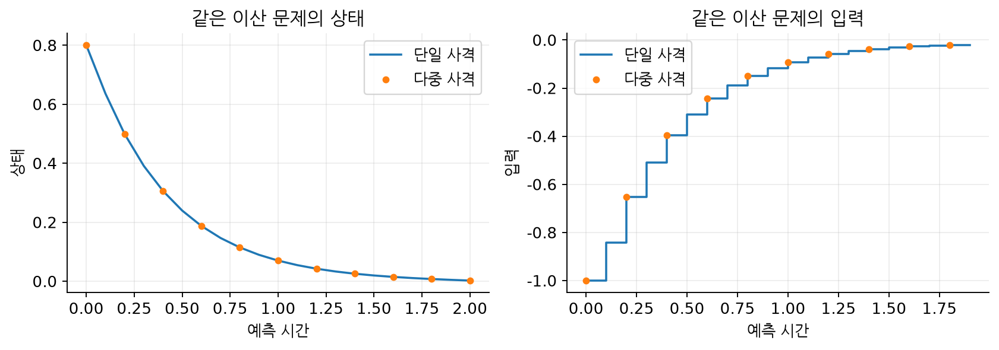 같은 이산 문제의 상태
0.8
0.6
0.4
0.2
0.0
상태
단일 사격
다중 사격
0.00 0.25 0.50 0.75 1.00 1.25 1.50 1.75 2.00
예측 시간
같은 이산 문제의 입력
0.0
-0.2
-0.4
-0.6
-0.8
-1.0
입력
단일 사격
다중 사격
0.00 0.25 0.50 0.75 1.00 1.25 1.50 1.75
예측 시간